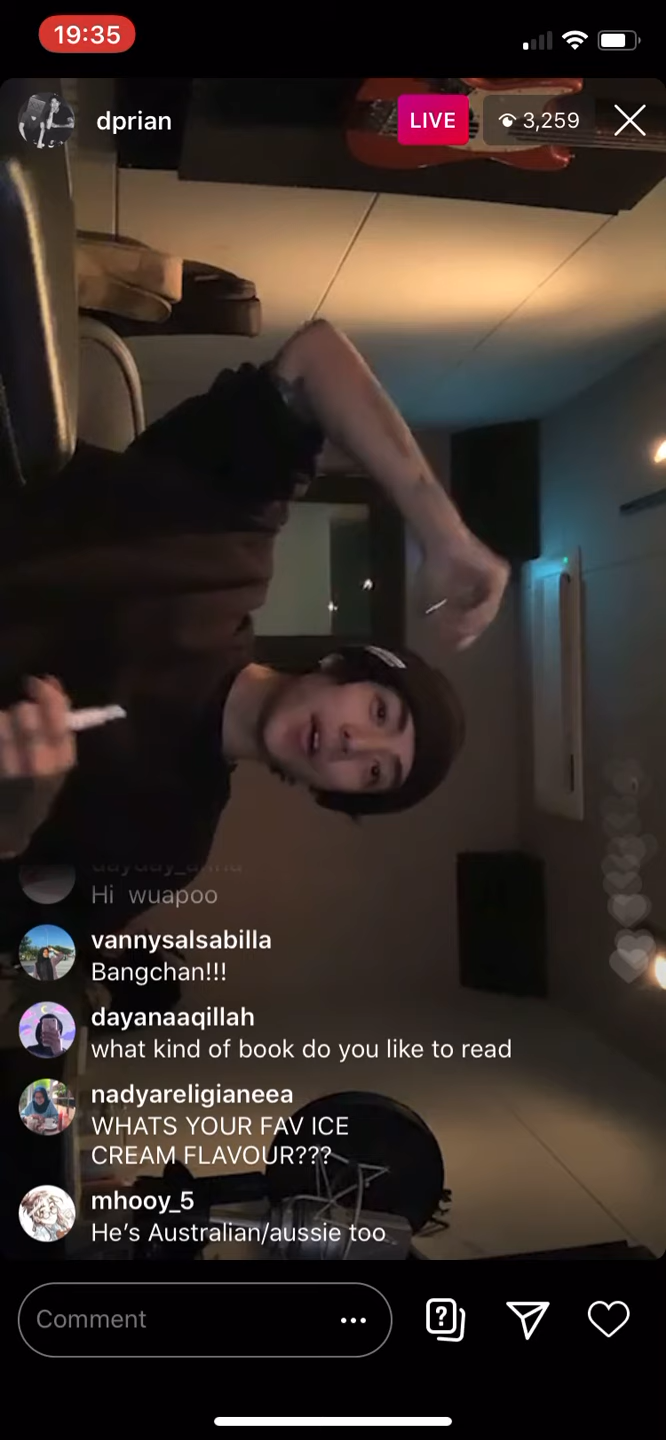 19:35
dprian
LIVE
3,259
Hi wuapoo
vannysalsabilla
Bangchan!!!
dayanaaqillah
what kind of book do you like to read
nadyareligianeea
WHATS YOUR FAV ICE
CREAM FLAVOUR???
mhooy_5
He’s Australian/aussie too
Comment